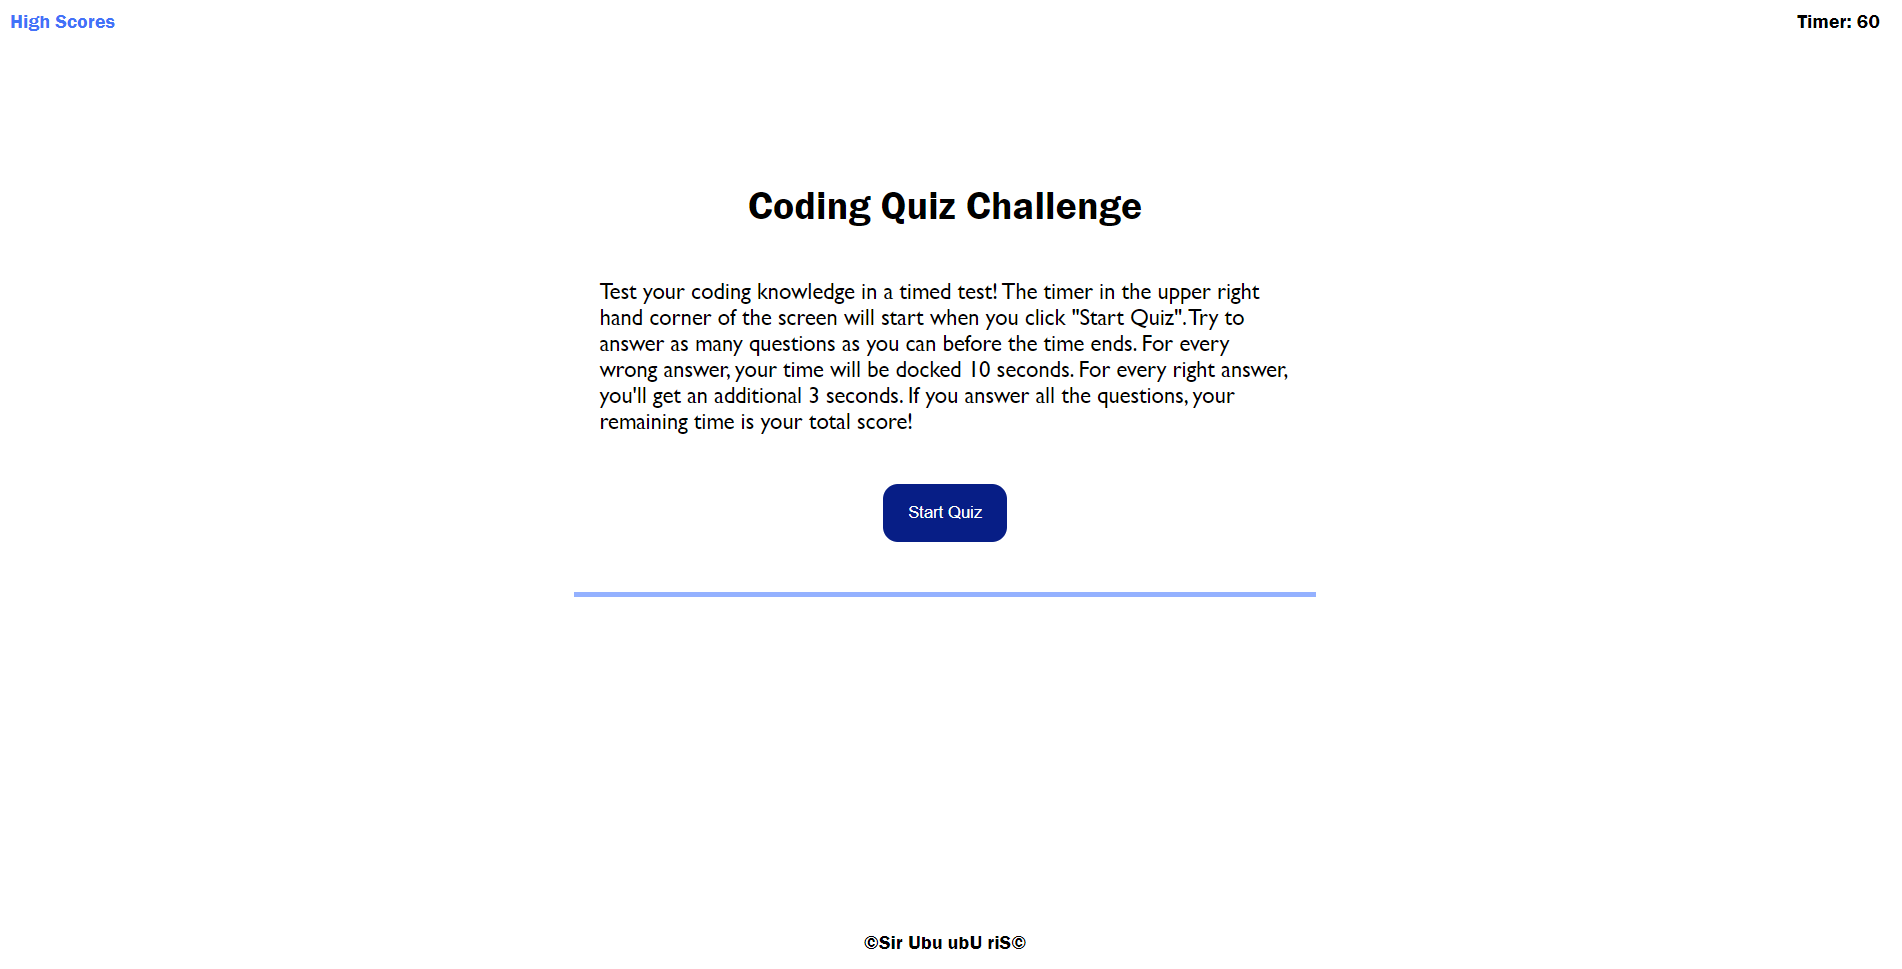 High Scores
Timer: 60
Coding Quiz Challenge
Test your coding knowledge in a timed test! The timer in the upper right
hand corner of the screen will start when you click "Start Quiz". Try to
answer as many questions as you can before the time ends. For every
wrong answer, your time will be docked 10 seconds. For every right answer,
you'll get an additional 3 seconds. If you answer all the questions, your
remaining time is your total score!
Start Quiz
©Sir Ubu ubU riS©